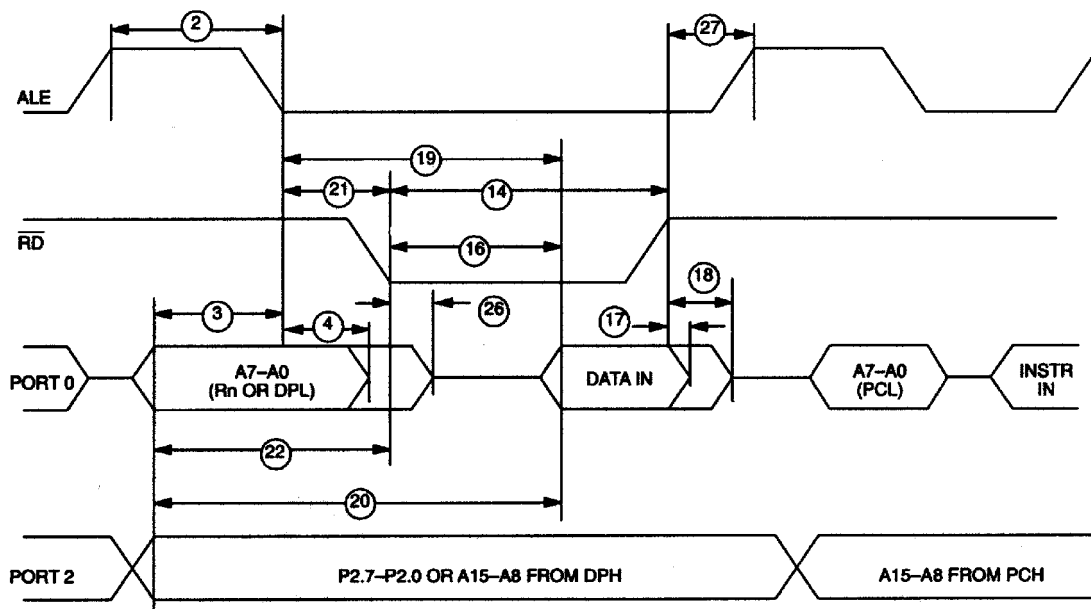 2
27
ALE
19
21
14
RD
16
18
3
4
26
17
PORT 0
A7–A0
(Rn OR DPL)
DATA IN
A7–A0
(PCL)
INSTR
IN
22
20
PORT 2
P2.7–P2.0 OR A15–A8 FROM DPH
A15–A8 FROM PCH